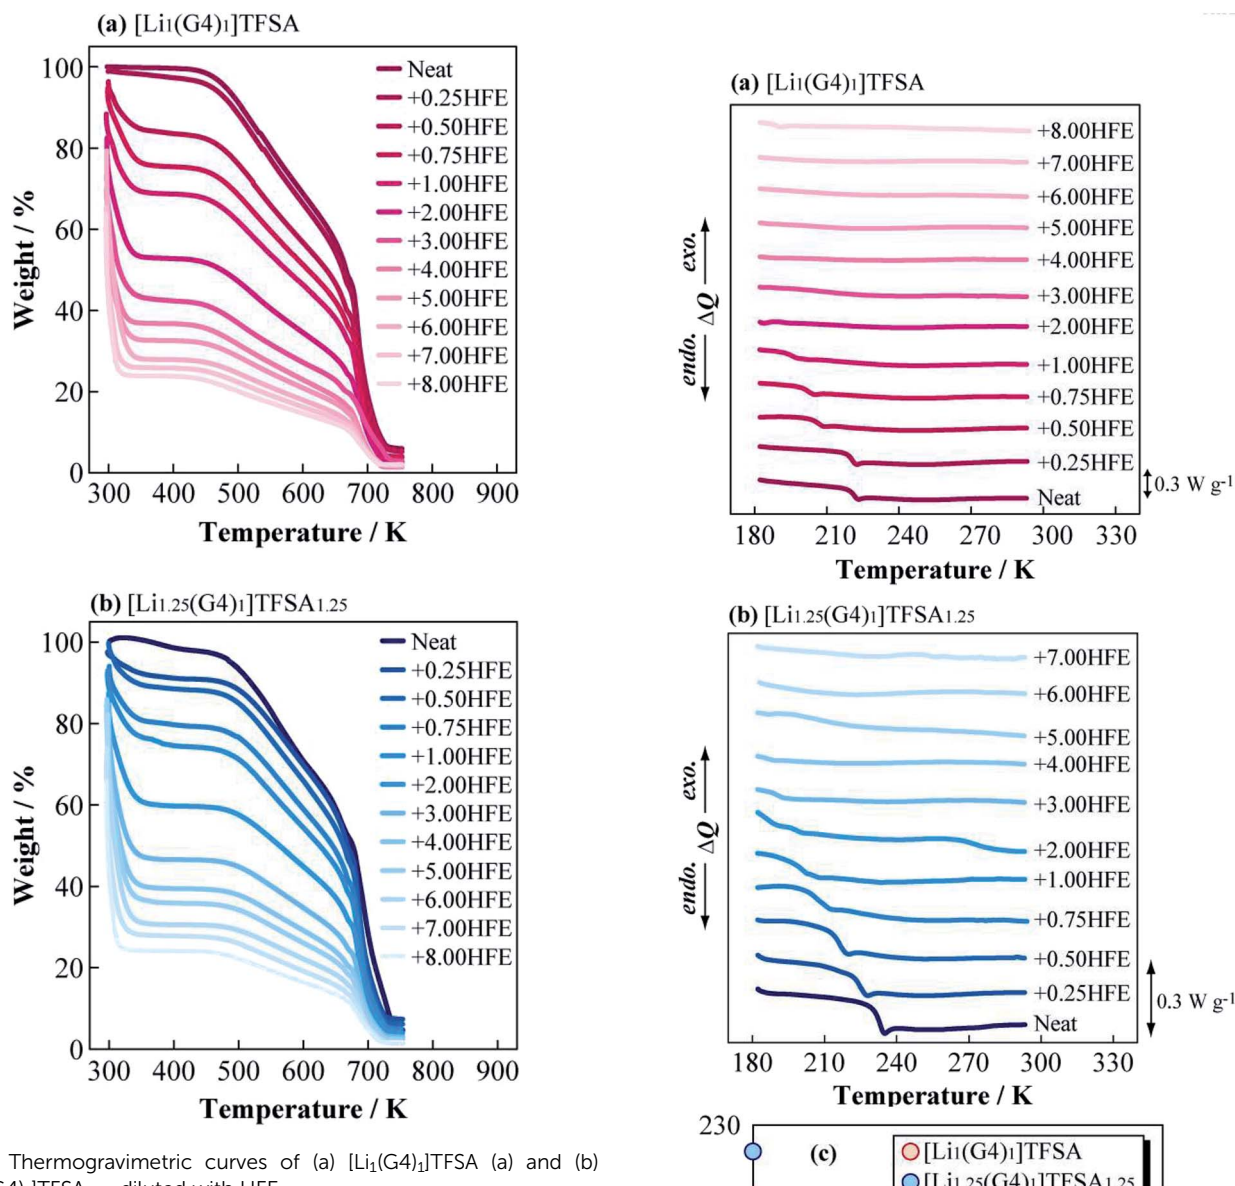 (a) [Li1(G4)1]TFSA
100
80
60
40
20
0
Weight / %
Neat
+0.25HFE
+0.50HFE
+0.75HFE
+1.00HFE
+2.00HFE
+3.00HFE
+4.00HFE
+5.00HFE
+6.00HFE
+7.00HFE
+8.00HFE
300 400 500 600 700 800 900
Temperature / K
(b) [Li1.25(G4)1]TFSA1.25
100
80
60
40
20
0
Weight / %
Neat
+0.25HFE
+0.50HFE
+0.75HFE
+1.00HFE
+2.00HFE
+3.00HFE
+4.00HFE
+5.00HFE
+6.00HFE
+7.00HFE
+8.00HFE
300 400 500 600 700 800 900
Temperature / K
Thermogravimetric curves of (a) [Li₁(G4)₁]TFSA (a) and (b)
diluted with HFE
(a) [Li1(G4)1]TFSA
endo. ΔQ exo.
+8.00HFE
+7.00HFE
+6.00HFE
+5.00HFE
+4.00HFE
+3.00HFE
+2.00HFE
+1.00HFE
+0.75HFE
+0.50HFE
+0.25HFE
Neat
0.3 W g-1
180 210 240 270 300 330
Temperature / K
(b) [Li1.25(G4)1]TFSA1.25
endo. ΔQ exo.
+7.00HFE
+6.00HFE
+5.00HFE
+4.00HFE
+3.00HFE
+2.00HFE
+1.00HFE
+0.75HFE
+0.50HFE
+0.25HFE
Neat
0.3 W g-1
180 210 240 270 300 330
Temperature / K
230
(c)
[Li1(G4)1]TFSA
[Li1.25(G4)1]TFSA1.25